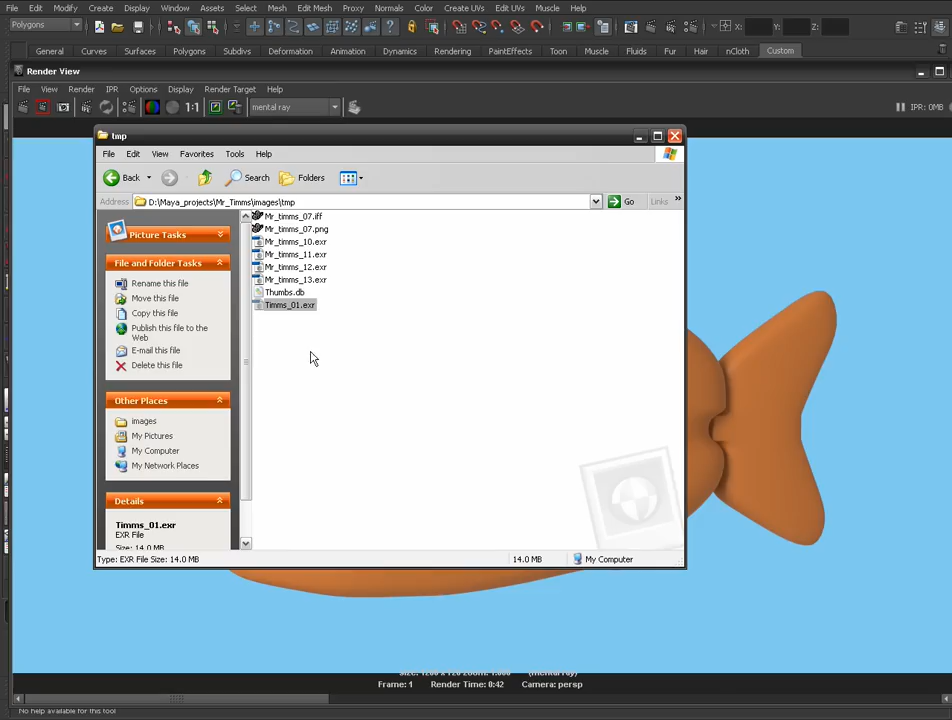 File Edit Modify Create Display Window Assets Select Mesh Edit Mesh Proxy Normals Color Create UVs Edit UVs Muscle Help
Polygons X: Y: Z:
General Curves Surfaces Polygons Subdivs Deformation Animation Dynamics Rendering PaintEffects Toon Muscle Fluids Fur Hair nCloth Custom
Render View
File View Render IPR Options Display Render Target Help
1:1 mental ray IPR: 0MB
tmp
File Edit View Favorites Tools Help
Back Search Folders
Address D:\Maya_projects\Mr_Timms\images\tmp Go Links »
Picture Tasks
File and Folder Tasks
Rename this file
Move this file
Copy this file
Publish this file to the
Web
E-mail this file
Delete this file
Other Places
images
My Pictures
My Computer
My Network Places
Details
Timms_01.exr
EXR File
Size: 14.0 MB
Mr_timms_07.iff
Mr_timms_07.png
Mr_timms_10.exr
Mr_timms_11.exr
Mr_timms_12.exr
Mr_timms_13.exr
Thumbs.db
Timms_01.exr
Type: EXR File Size: 14.0 MB 14.0 MB My Computer
Frame: 1 Render Time: 0:42 Camera: persp
No help available for this tool